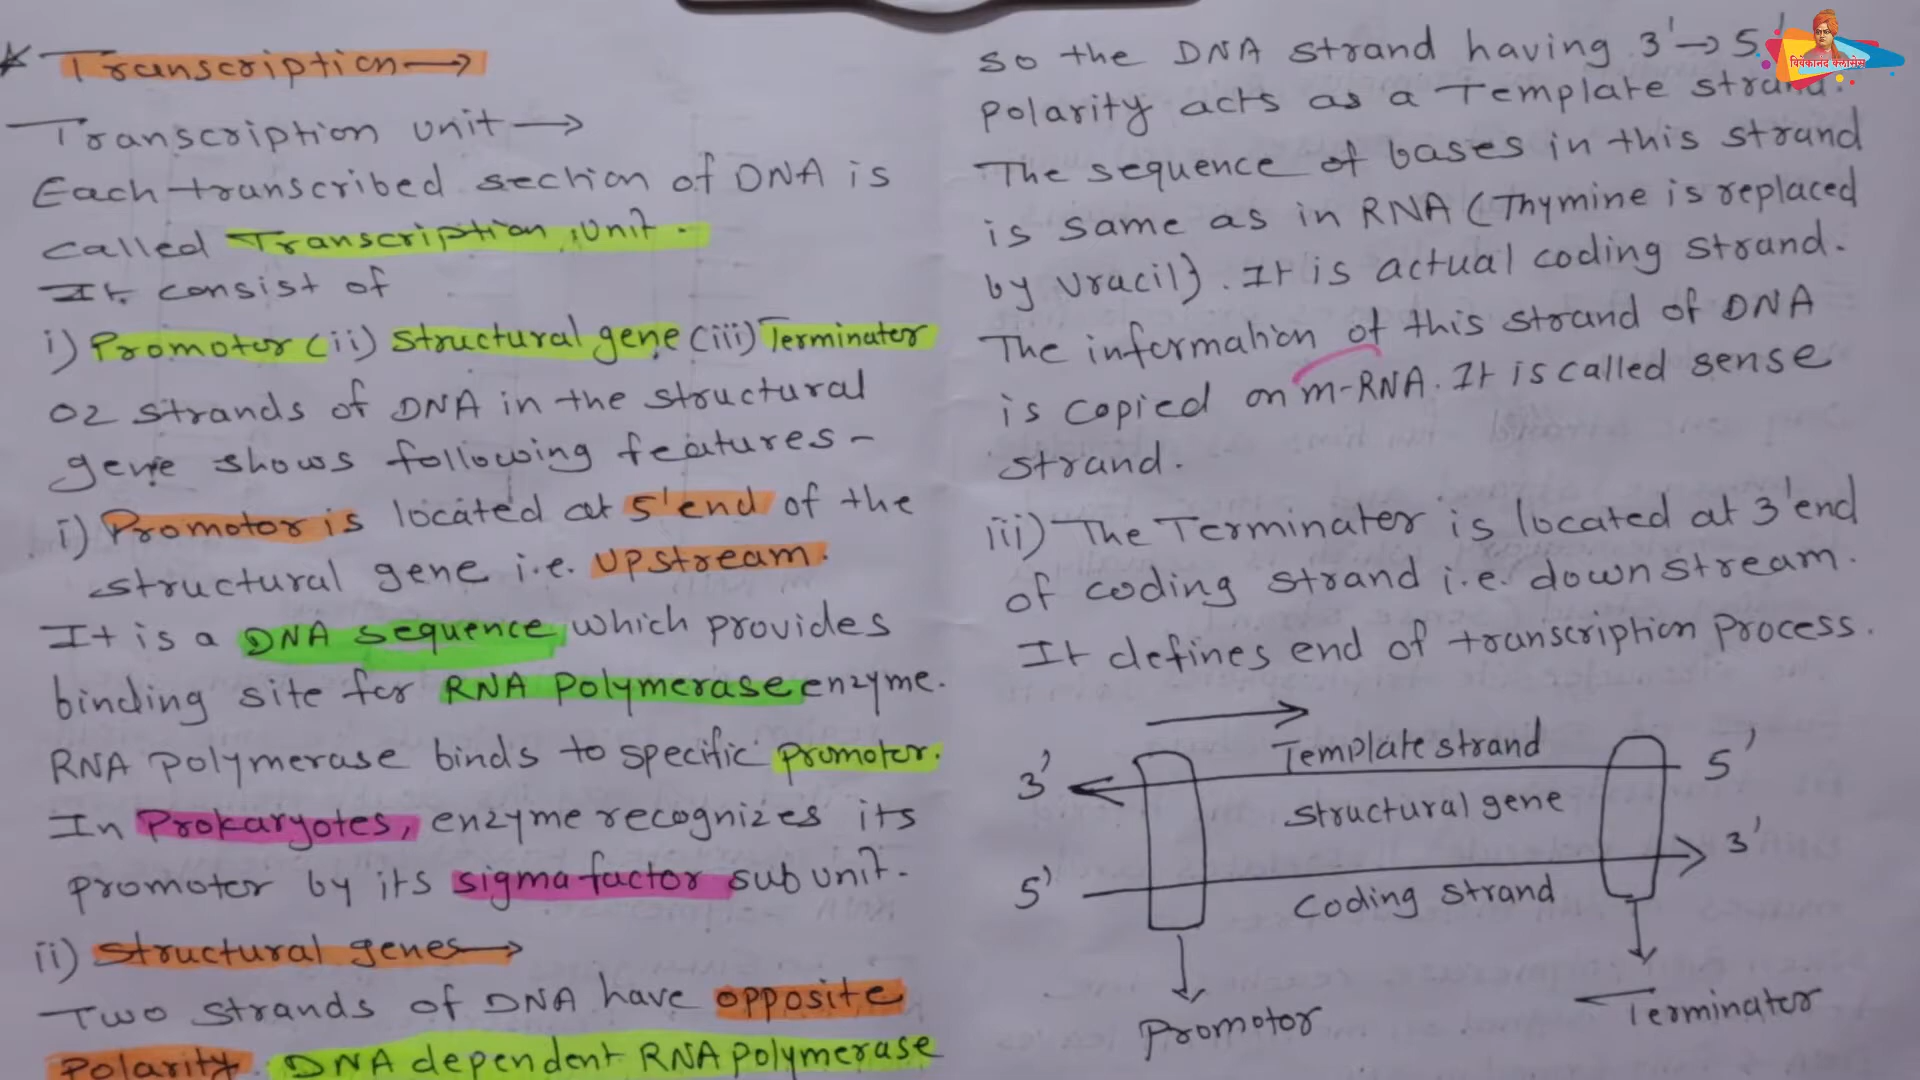 Transcription →
Transcription unit →
Each transcribed section of DNA is
called Transcription unit.
It consist of
i) Promotor (ii) structural gene (iii) Terminater
02 strands of DNA in the structural
gene shows following features -
i) Promotor is located at 5' end of the
structural gene i.e. upstream.
It is a DNA sequence which provides
binding site for RNA polymerase enzyme.
RNA polymerase binds to specific promotor.
In Prokaryotes, enzyme recognizes its
promotor by its sigma factor sub unit.
ii) structural genes →
Two strands of DNA have opposite
Polarity. DNA dependent RNA polymerase
so the DNA strand having 3' → 5'
polarity acts as a Template strand.
The sequence of bases in this strand
is same as in RNA (Thymine is replaced
by Uracil}. It is actual coding strand.
The information of this strand of DNA
is copied on m-RNA. It is called sense
strand.
iii) The Terminater is located at 3' end
of coding strand i.e. down stream.
It defines end of transcription process.
Template strand
3' 5'
structural gene
5' 3'
Coding strand
Promotor
Terminator
विवेकानंद क्लासेस